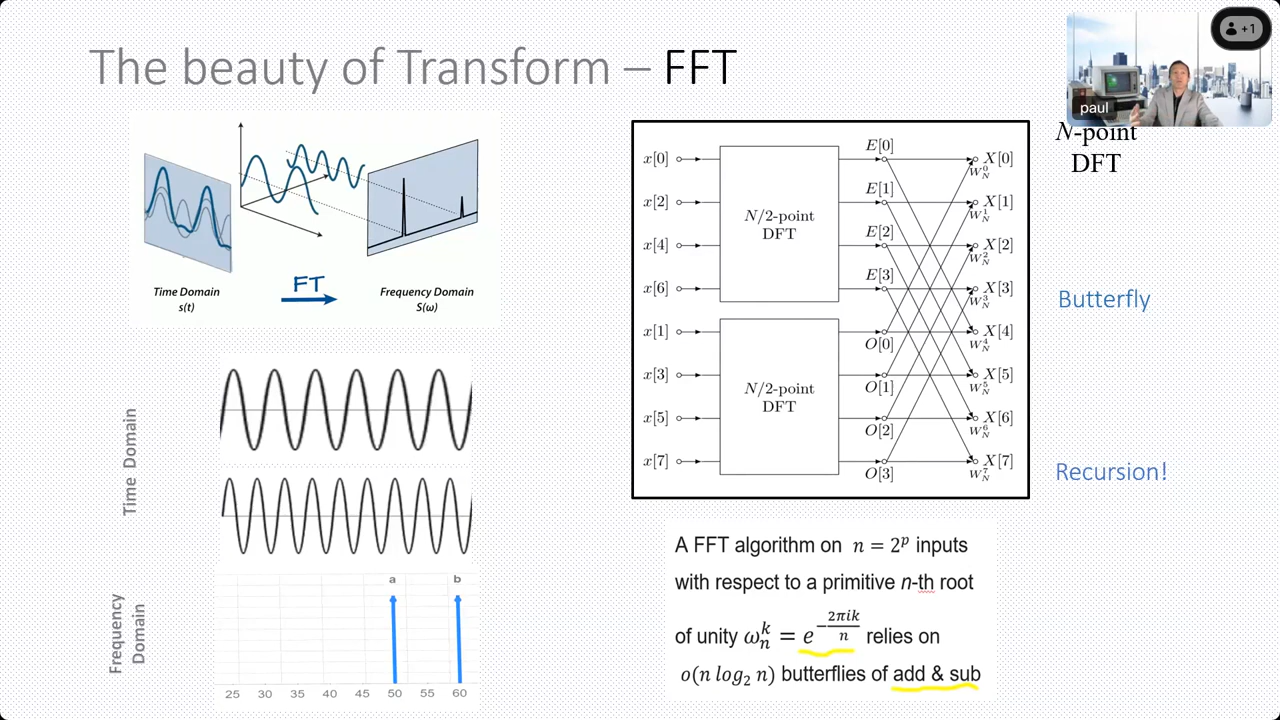 The beauty of Transform – FFT
+1
paul
N-point
DFT
FT
Time Domain
s(t)
Frequency Domain
S(ω)
x[0]
x[2]
x[4]
x[6]
x[1]
x[3]
x[5]
x[7]
N/2-point
DFT
N/2-point
DFT
E[0]
E[1]
E[2]
E[3]
O[0]
O[1]
O[2]
O[3]
X[0]
W_N^0
X[1]
W_N^1
X[2]
W_N^2
X[3]
W_N^3
X[4]
W_N^4
X[5]
W_N^5
X[6]
W_N^6
X[7]
W_N^7
Butterfly
Recursion!
Time Domain
Frequency
Domain
a
b
25 30 35 40 45 50 55 60
A FFT algorithm on n = 2^p inputs
with respect to a primitive n-th root
of unity ω_n^k = e^{-2πik/n} relies on
o(n log_2 n) butterflies of add & sub